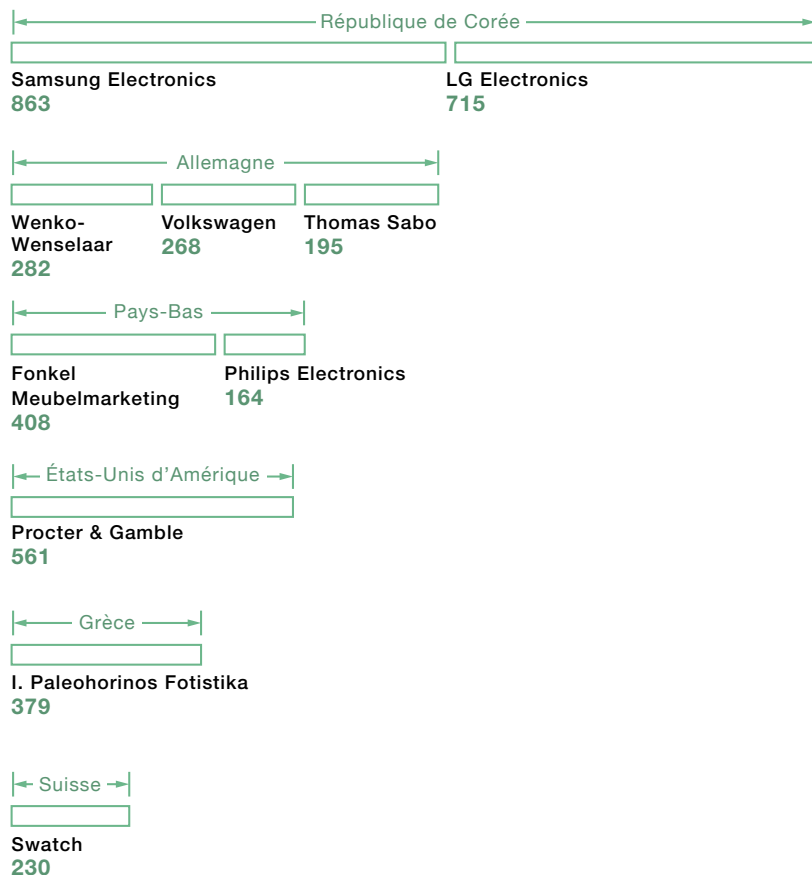 République de Corée
Samsung Electronics
863
LG Electronics
715
Allemagne
Wenko-
Wenselaar
282
Volkswagen
268
Thomas Sabo
195
Pays-Bas
Fonkel
Meubelmarketing
408
Philips Electronics
164
États-Unis d’Amérique
Procter & Gamble
561
Grèce
I. Paleohorinos Fotistika
379
Suisse
Swatch
230